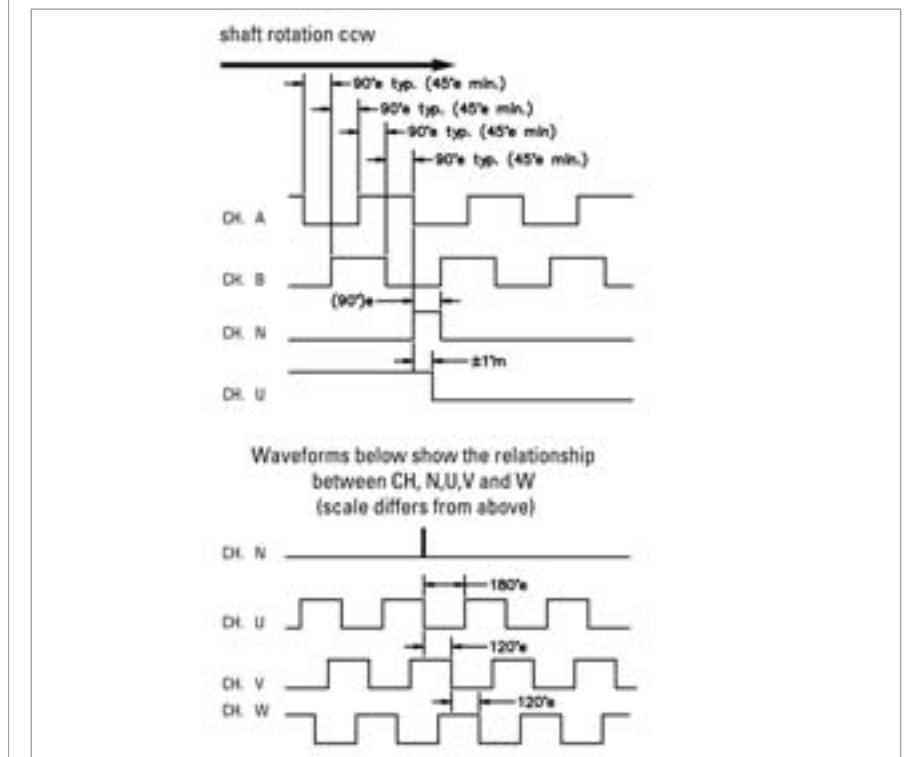 shaft rotation ccw
90°e typ. (45°e min.)
90°e typ. (45°e min.)
90°e typ. (45°e min)
90°e typ. (45°e min.)
CH. A
CH. B
(90°)e
CH. N
±1°m
CH. U
Waveforms below show the relationship
between CH, N,U,V and W
(scale differs from above)
CH. N
180°e
CH. U
120°e
CH. V
120°e
CH. W